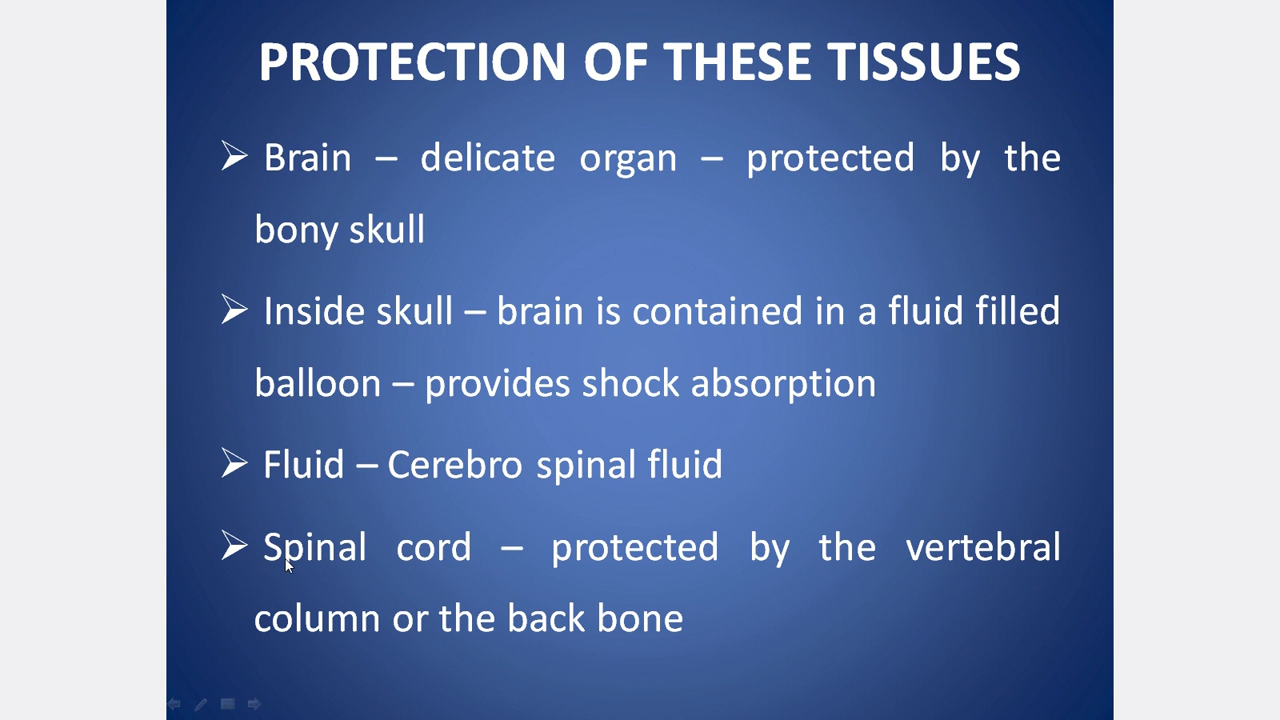 PROTECTION OF THESE TISSUES
➢ Brain – delicate organ – protected by the
bony skull
➢ Inside skull – brain is contained in a fluid filled
balloon – provides shock absorption
➢ Fluid – Cerebro spinal fluid
➢ Spinal cord – protected by the vertebral
column or the back bone